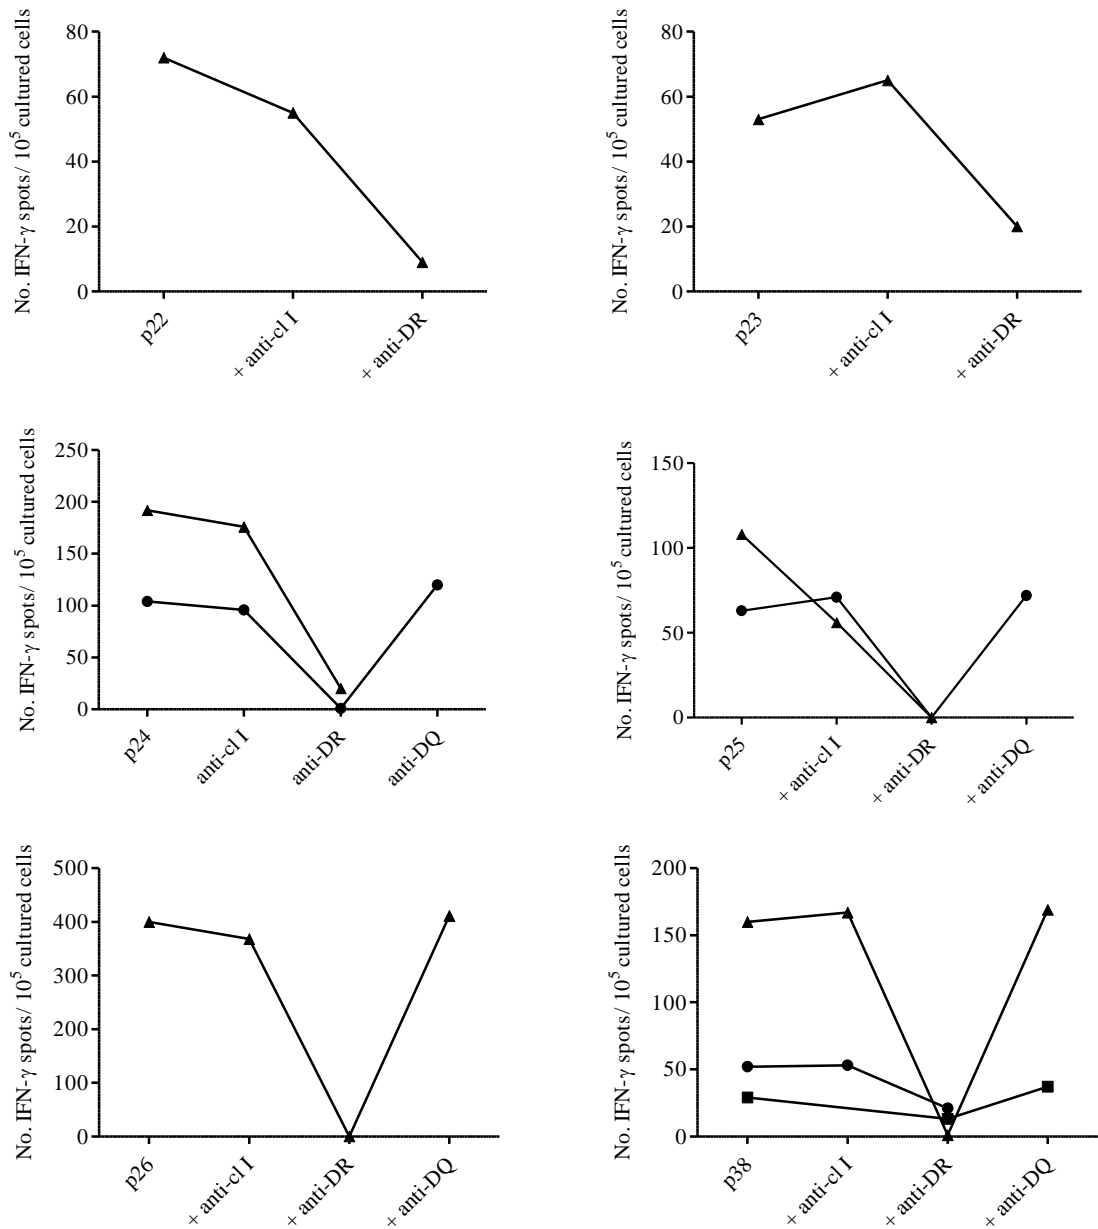 No. IFN-γ spots/ 10⁵ cultured cells
80
60
40
20
0
p22
+ anti-cl I
+ anti-DR
No. IFN-γ spots/ 10⁵ cultured cells
80
60
40
20
0
p23
+ anti-cl I
+ anti-DR
No. IFN-γ spots/ 10⁵ cultured cells
250
200
150
100
50
0
p24
anti-cl I
anti-DR
anti-DQ
No. IFN-γ spots/ 10⁵ cultured cells
150
100
50
0
p25
+ anti-cl I
+ anti-DR
+ anti-DQ
No. IFN-γ spots/ 10⁵ cultured cells
500
400
300
200
100
0
p26
+ anti-cl I
+ anti-DR
+ anti-DQ
No. IFN-γ spots/ 10⁵ cultured cells
200
150
100
50
0
p38
+ anti-cl I
+ anti-DR
+ anti-DQ